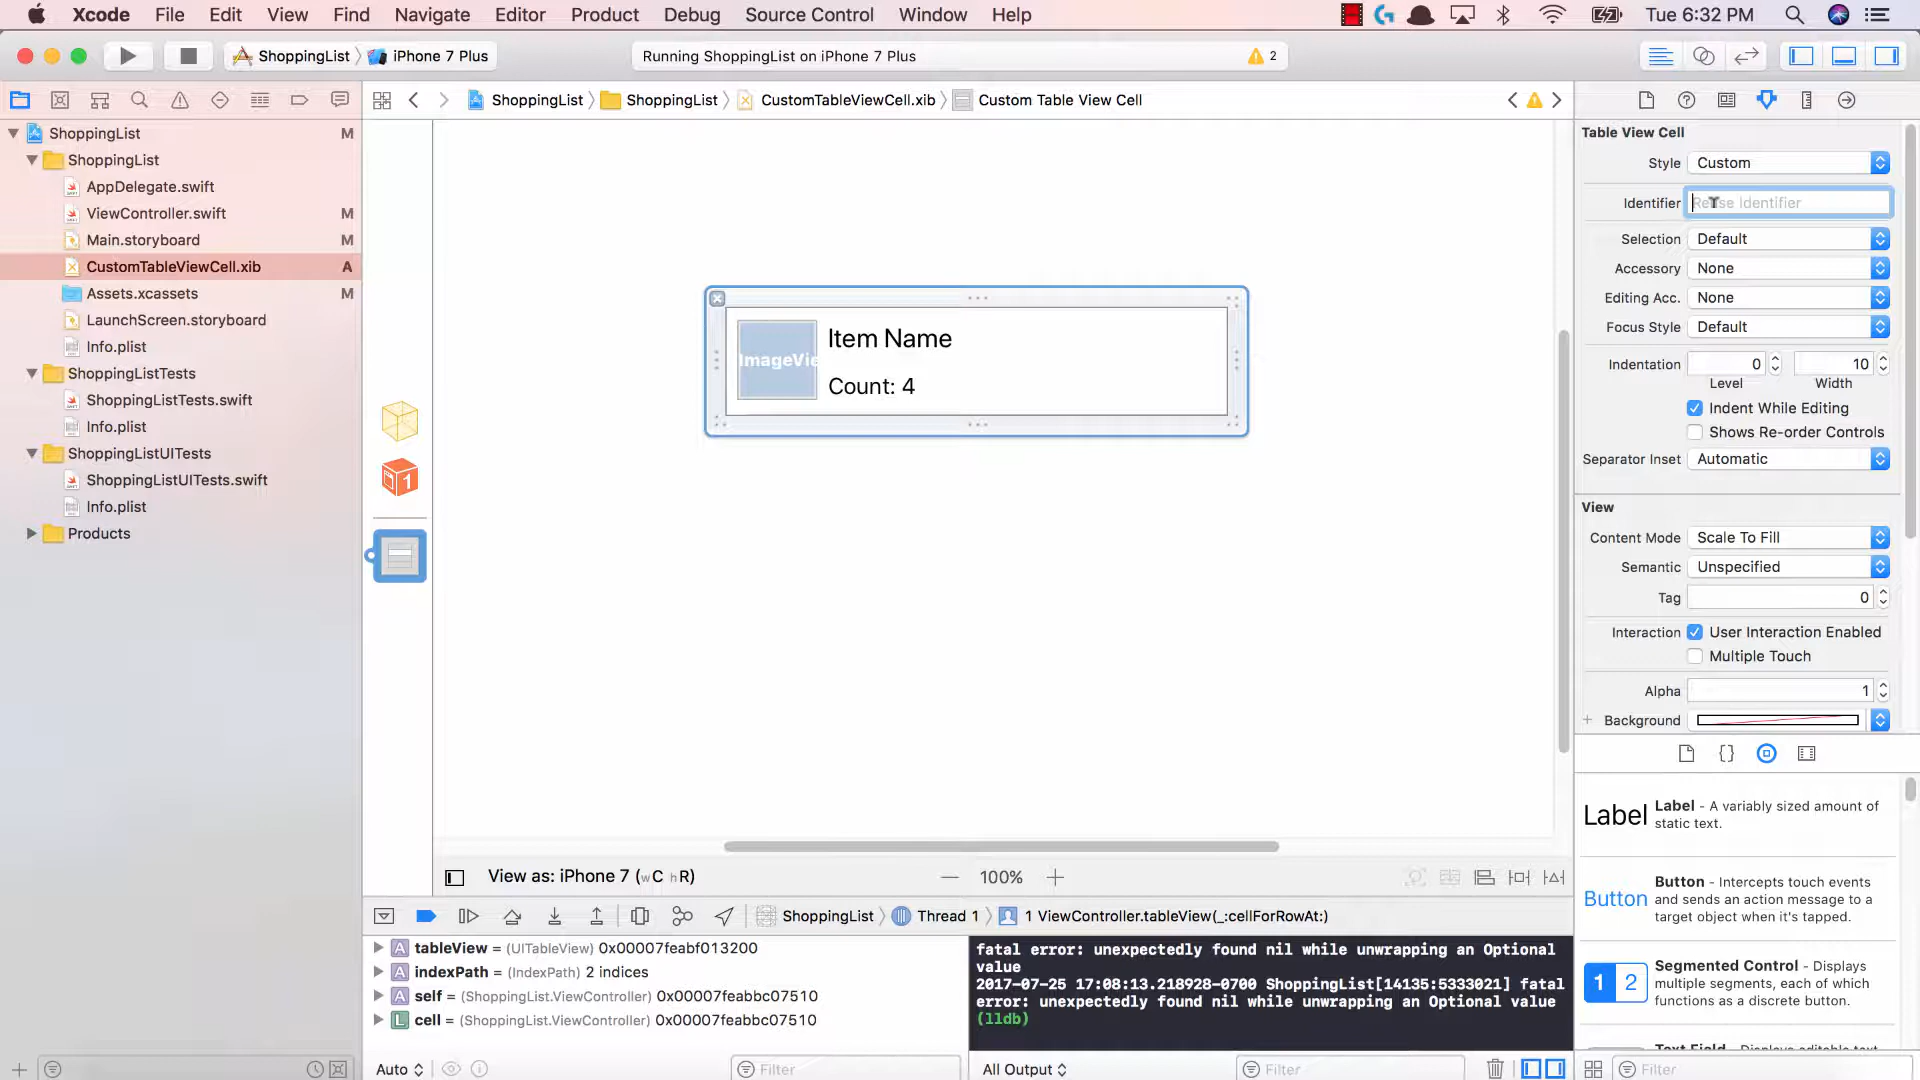 Xcode File Edit View Find Navigate Editor Product Debug Source Control Window Help Tue 6:32 PM
ShoppingList iPhone 7 Plus Running ShoppingList on iPhone 7 Plus 2
ShoppingList ShoppingList CustomTableViewCell.xib Custom Table View Cell
ShoppingList M
ShoppingList
AppDelegate.swift
ViewController.swift M
Main.storyboard M
CustomTableViewCell.xib A
Assets.xcassets M
LaunchScreen.storyboard
Info.plist
ShoppingListTests
ShoppingListTests.swift
Info.plist
ShoppingListUITests
ShoppingListUITests.swift
Info.plist
Products
Item Name
Count: 4
1
View as: iPhone 7 (wC hR) 100%
ShoppingList Thread 1 1 ViewController.tableView(_:cellForRowAt:)
A tableView = (UITableView) 0x00007feabf013200
A indexPath = (IndexPath) 2 indices
A self = (ShoppingList.ViewController) 0x00007feabbc07510
L cell = (ShoppingList.ViewController) 0x00007feabbc07510
Auto Filter
fatal error: unexpectedly found nil while unwrapping an Optional
value
2017-07-25 17:08:13.218928-0700 ShoppingList[14135:5333021] fatal
error: unexpectedly found nil while unwrapping an Optional value
(lldb)
All Output Filter
Table View Cell
Style Custom
Identifier Reuse Identifier
Selection Default
Accessory None
Editing Acc. None
Focus Style Default
Indentation 0 10
Level Width
Indent While Editing
Shows Re-order Controls
Separator Inset Automatic
View
Content Mode Scale To Fill
Semantic Unspecified
Tag 0
Interaction User Interaction Enabled
Multiple Touch
Alpha 1
Background
Label Label - A variably sized amount of
static text.
Button Button - Intercepts touch events
and sends an action message to a
target object when it's tapped.
1 2 Segmented Control - Displays
multiple segments, each of which
functions as a discrete button.
Text Field - Displays editable text
Filter